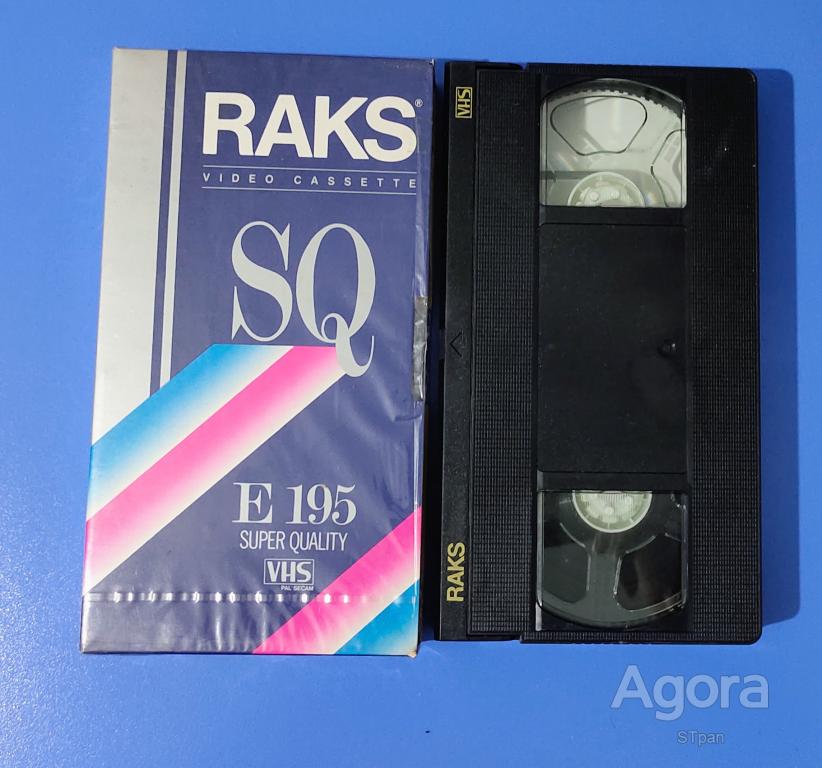 RAKS®
VIDEO CASSETTE
SQ
E 195
SUPER QUALITY
VHS
PAL SECAM
VHS
RAKS
Agora
STpan